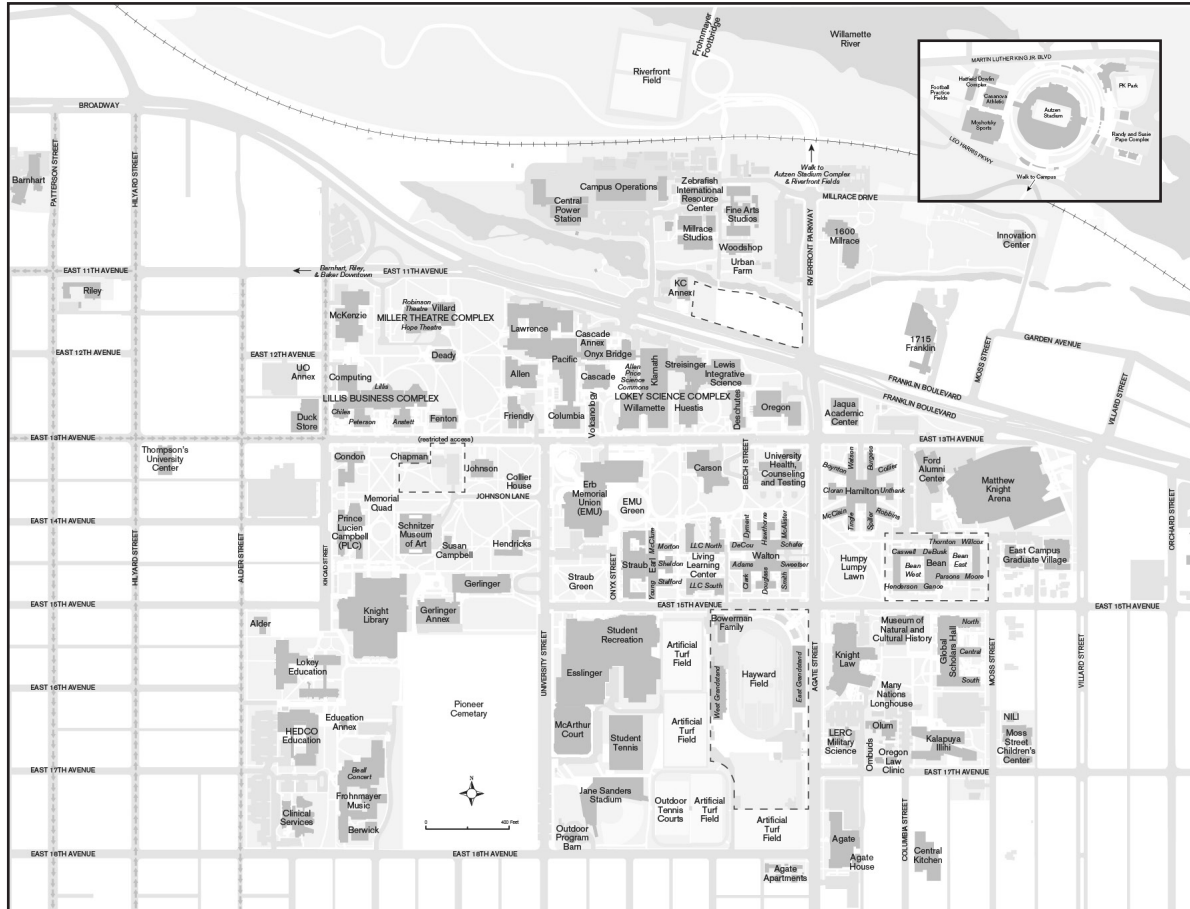 Frohnmayer
Footbridge
Willamette
River
Riverfront
Field
MARTIN LUTHER KING JR. BLVD
Football
Practice
Fields
Hatfield Dowlin
Complex
Casanova
Athletic
Moshofsky
Sports
Autzen
Stadium
PK Park
Randy and Susie
Pape Complex
LEO HARRIS PKWY
Walk to Campus
BROADWAY
PATTERSON STREET
HILYARD STREET
Barnhart
Walk to
Autzen Stadium Complex
& Riverfront Fields
Campus Operations
Central
Power
Station
Zebrafish
International
Resource
Center
Fine Arts
Studios
Millrace
Studios
Woodshop
Urban
Farm
MILLRACE DRIVE
RIVERFRONT PARKWAY
1600
Millrace
Innovation
Center
EAST 11TH AVENUE
Barnhart, Riley,
& Baker Downtown
EAST 11TH AVENUE
Riley
KC
Annex
McKenzie
Robinson
Theatre
Villard
MILLER THEATRE COMPLEX
Hope Theatre
Lawrence
Cascade
Annex
Onyx Bridge
Pacific
Deady
1715
Franklin
MOSS STREET
GARDEN AVENUE
EAST 12TH AVENUE
EAST 12TH AVENUE
UO
Annex
Computing
Lillis
LILLIS BUSINESS COMPLEX
Chiles
Peterson
Anstett
Fenton
Duck
Store
Allen
Friendly
Columbia
Cascade
Volcanology
Allen
Price
Science
Commons
Klamath
Streisinger
Lewis
Integrative
Science
LOKEY SCIENCE COMPLEX
Willamette
Huestis
Deschutes
Oregon
Jaqua
Academic
Center
FRANKLIN BOULEVARD
FRANKLIN BOULEVARD
VILLARD STREET
EAST 13TH AVENUE
(restricted access)
EAST 13TH AVENUE
Thompson's
University
Center
Condon
Chapman
Johnson
Collier
House
JOHNSON LANE
Memorial
Quad
Erb
Memorial
Union
(EMU)
EMU
Green
Carson
BEECH STREET
University
Health,
Counseling
and Testing
Boynton
Watson
Burgess
Collier
Cloran
Hamilton
Unthank
McClain
Tingle
Spiller
Robbins
Ford
Alumni
Center
Matthew
Knight
Arena
ORCHARD STREET
EAST 14TH AVENUE
Prince
Lucien
Campbell
(PLC)
Schnitzer
Museum
of Art
Susan
Campbell
Hendricks
HILYARD STREET
ALDER STREET
KINCAID STREET
Straub
Green
ONYX STREET
Straub
Earl
McClure
Morton
Sheldon
Young
Stafford
LLC North
Living
Learning
Center
LLC South
Dyment
Hawthorne
McAlister
DeCou
Schafer
Walton
Adams
Sweetser
Clark
Douglass
Smith
Humpy
Lumpy
Lawn
Thornton
Willcox
Caswell
DeBusk
Bean
West
Bean
Bean
East
Parsons
Moore
Henderson
Ganoe
East Campus
Graduate Village
Gerlinger
EAST 15TH AVENUE
EAST 15TH AVENUE
EAST 15TH AVENUE
Knight
Library
Gerlinger
Annex
Alder
Lokey
Education
UNIVERSITY STREET
Student
Recreation
Esslinger
Artificial
Turf
Field
Bowerman
Family
West Grandstand
Hayward
Field
East Grandstand
AGATE STREET
Knight
Law
Museum of
Natural and
Cultural History
Global
Scholars Hall
North
Central
South
MOSS STREET
VILLARD STREET
EAST 16TH AVENUE
Many
Nations
Longhouse
Pioneer
Cemetary
Education
Annex
HEDCO
Education
McArthur
Court
Student
Tennis
Artificial
Turf
Field
LERC
Military
Science
Ombuds
Olum
Oregon
Law
Clinic
Kalapuya
Illihi
NILI
Moss
Street
Children's
Center
EAST 17TH AVENUE
EAST 17TH AVENUE
Beall
Concert
Frohnmayer
Music
Berwick
Clinical
Services
N
0
400 Feet
Jane Sanders
Stadium
Outdoor
Tennis
Courts
Artificial
Turf
Field
Artificial
Turf
Field
Outdoor
Program
Barn
COLUMBIA STREET
Agate
Agate
House
Central
Kitchen
EAST 18TH AVENUE
EAST 18TH AVENUE
Agate
Apartments